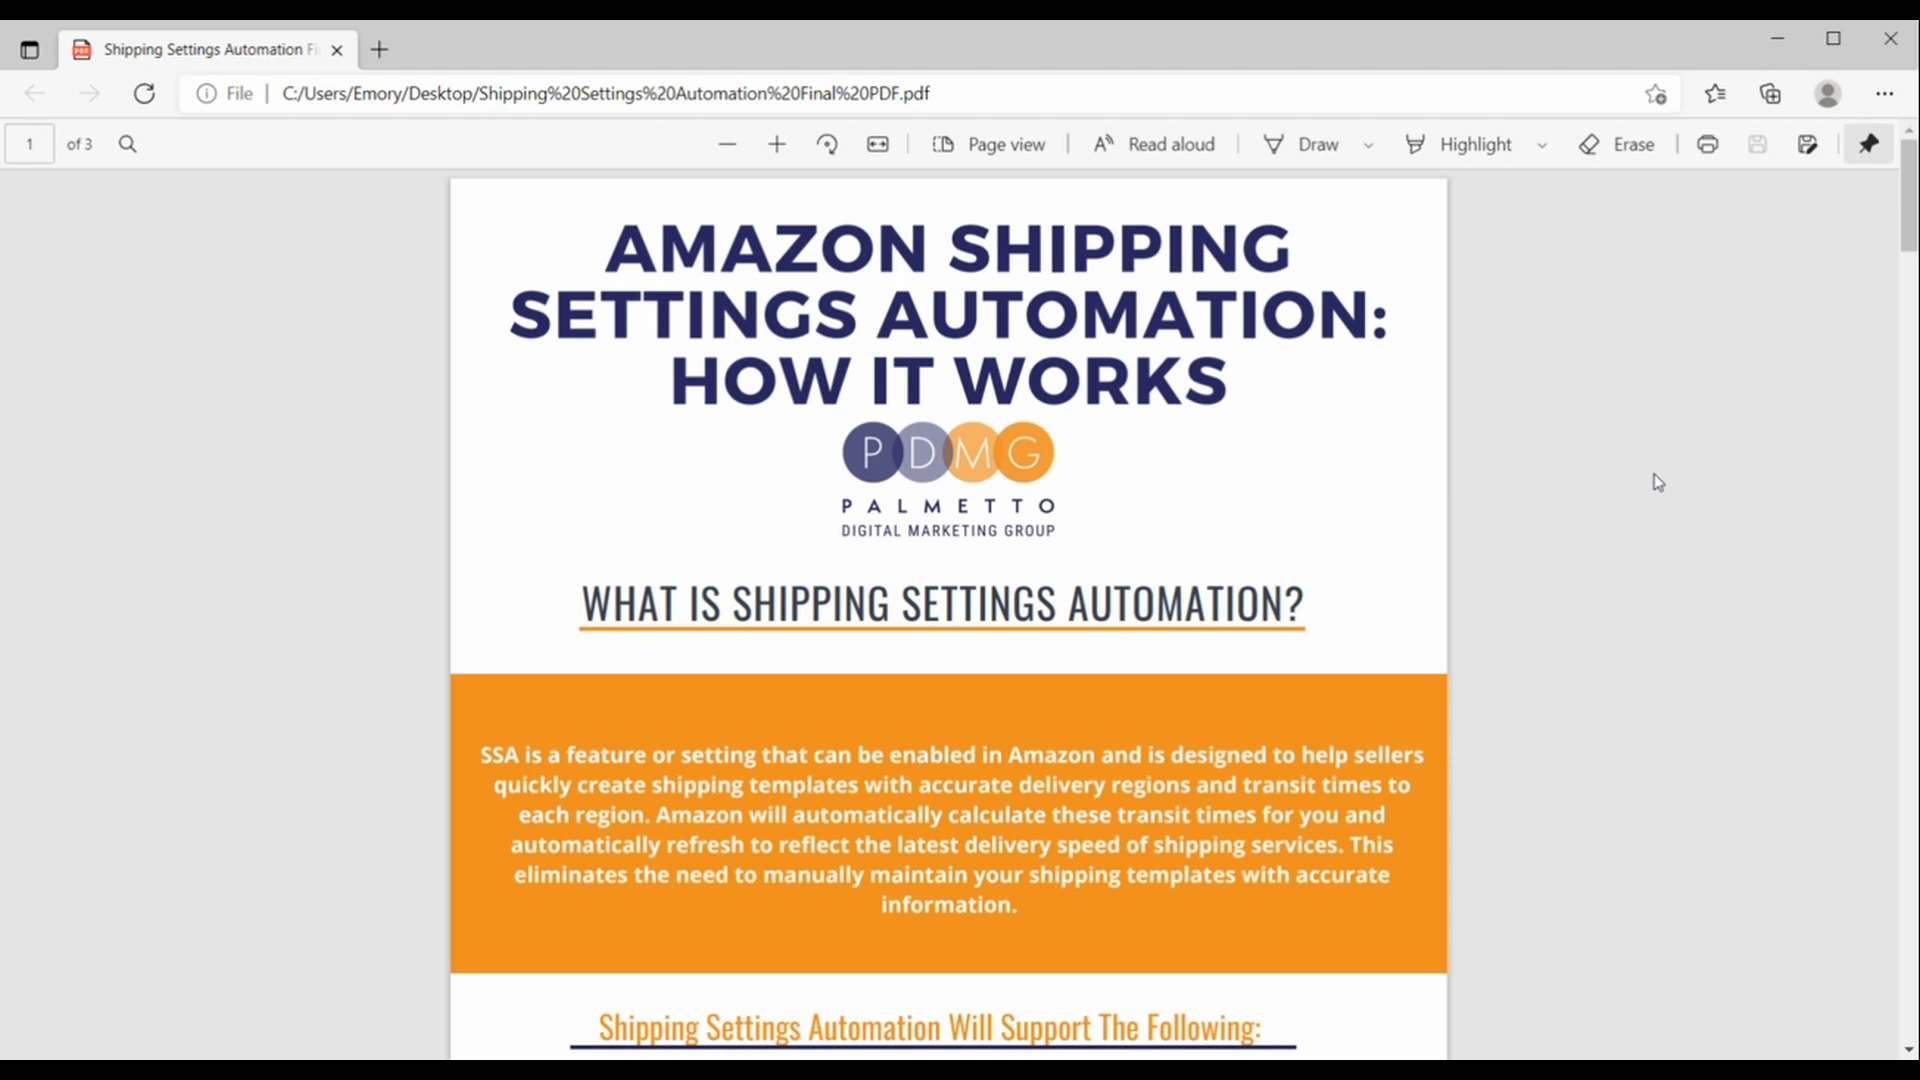 Shipping Settings Automation Fi
File
C:/Users/Emory/Desktop/Shipping%20Settings%20Automation%20Final%20PDF.pdf
1 of 3
Page view
Read aloud
Draw
Highlight
Erase
AMAZON SHIPPING
SETTINGS AUTOMATION:
HOW IT WORKS
PDMG
PALMETTO
DIGITAL MARKETING GROUP
WHAT IS SHIPPING SETTINGS AUTOMATION?
SSA is a feature or setting that can be enabled in Amazon and is designed to help sellers
quickly create shipping templates with accurate delivery regions and transit times to
each region. Amazon will automatically calculate these transit times for you and
automatically refresh to reflect the latest delivery speed of shipping services. This
eliminates the need to manually maintain your shipping templates with accurate
information.
Shipping Settings Automation Will Support The Following: